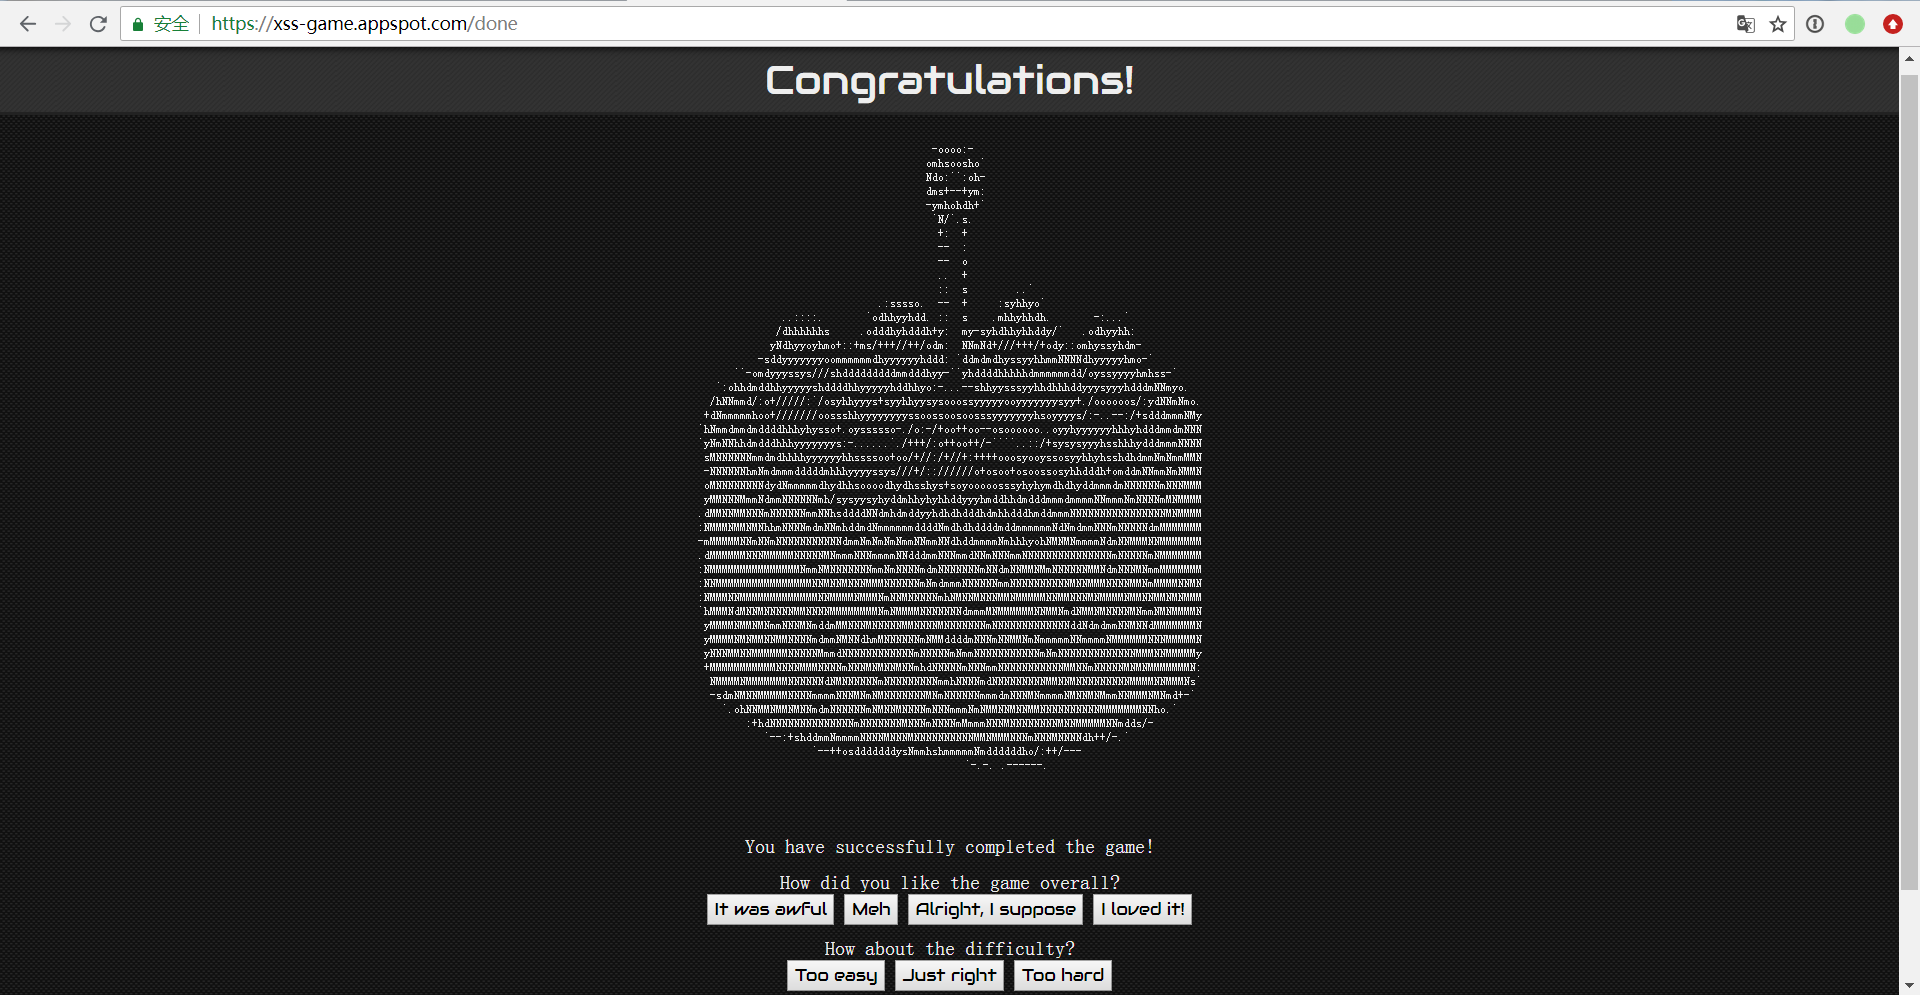 安全 https://xss-game.appspot.com/done
Congratulations!
You have successfully completed the game!
How did you like the game overall?
It was awful Meh Alright, I suppose I loved it!
How about the difficulty?
Too easy Just right Too hard